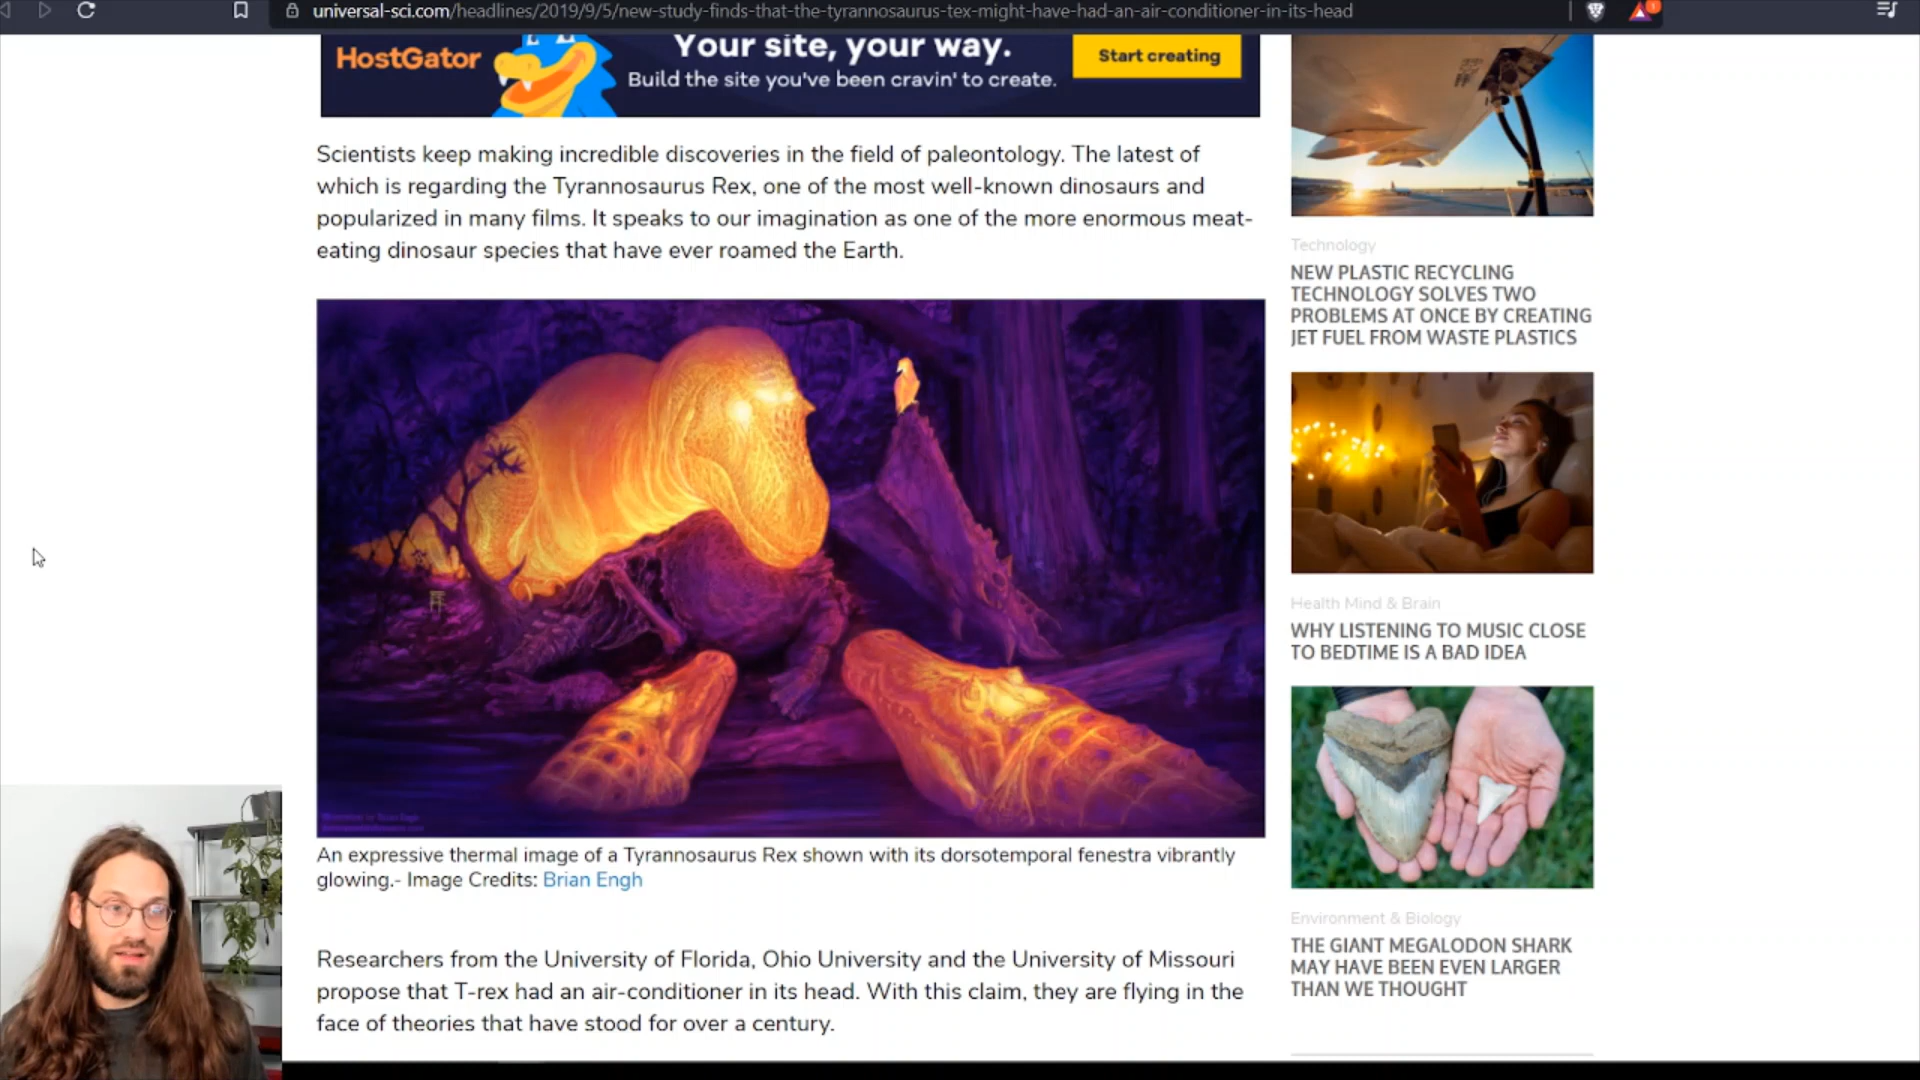 universal-sci.com/headlines/2019/9/5/new-study-finds-that-the-tyrannosaurus-tex-might-have-had-an-air-conditioner-in-its-head
HostGator
Your site, your way.
Build the site you've been cravin' to create.
Start creating
Scientists keep making incredible discoveries in the field of paleontology. The latest of
which is regarding the Tyrannosaurus Rex, one of the most well-known dinosaurs and
popularized in many films. It speaks to our imagination as one of the more enormous meat-
eating dinosaur species that have ever roamed the Earth.
An expressive thermal image of a Tyrannosaurus Rex shown with its dorsotemporal fenestra vibrantly
glowing.- Image Credits: Brian Engh
Researchers from the University of Florida, Ohio University and the University of Missouri
propose that T-rex had an air-conditioner in its head. With this claim, they are flying in the
face of theories that have stood for over a century.
Technology
NEW PLASTIC RECYCLING
TECHNOLOGY SOLVES TWO
PROBLEMS AT ONCE BY CREATING
JET FUEL FROM WASTE PLASTICS
Health Mind & Brain
WHY LISTENING TO MUSIC CLOSE
TO BEDTIME IS A BAD IDEA
Environment & Biology
THE GIANT MEGALODON SHARK
MAY HAVE BEEN EVEN LARGER
THAN WE THOUGHT